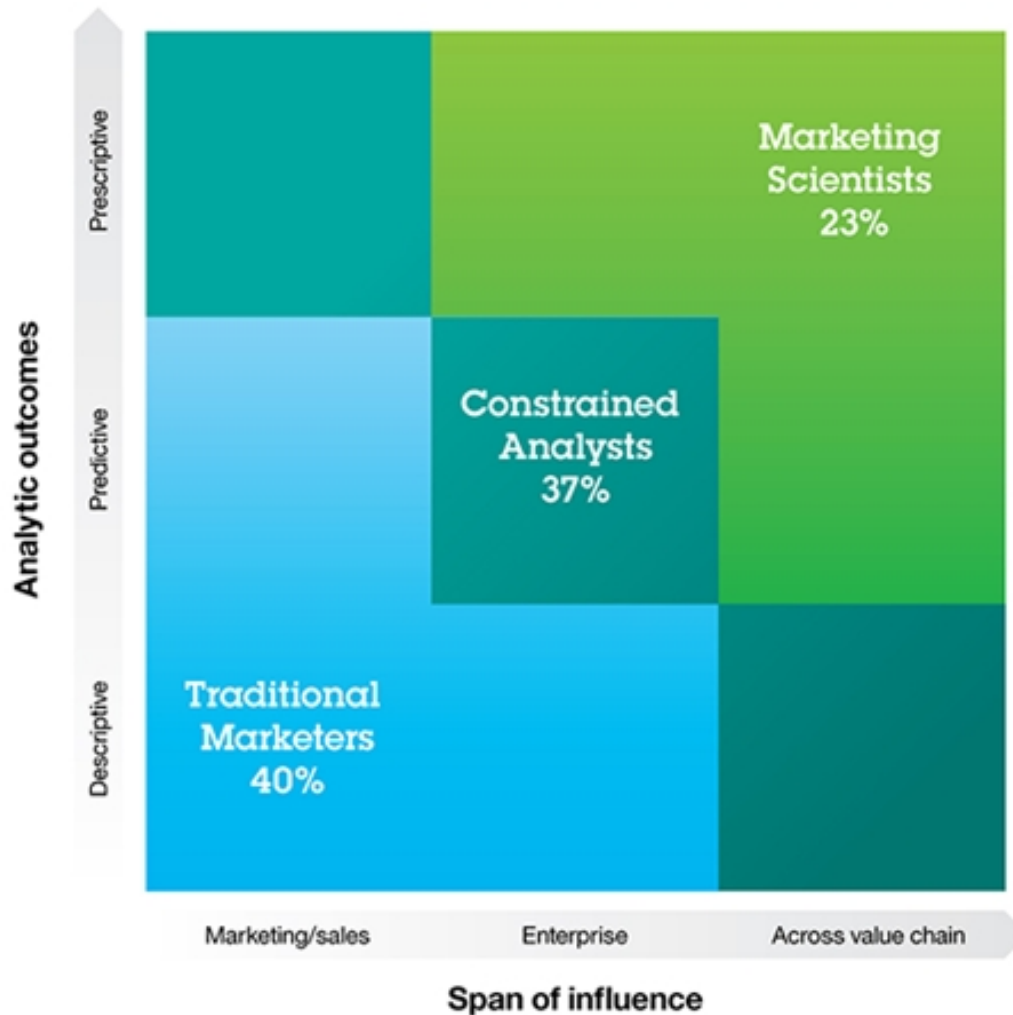 Analytic outcomes
Prescriptive
Predictive
Descriptive
Marketing
Scientists
23%
Constrained
Analysts
37%
Traditional
Marketers
40%
Marketing/sales
Enterprise
Across value chain
Span of influence